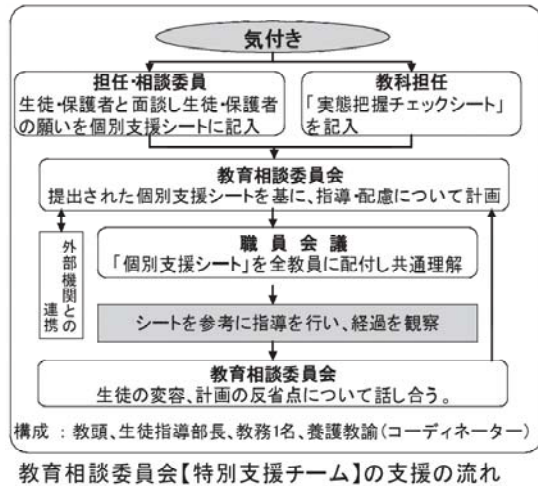 気付き
担任・相談委員
生徒・保護者と面談し生徒・保護者
の願いを個別支援シートに記入
教科担任
「実態把握チェックシート」
を記入
教育相談委員会
提出された個別支援シートを基に、指導・配慮について計画
外部機関との
連携
職員会議
「個別支援シート」を全教員に配付し共通理解
シートを参考に指導を行い、経過を観察
教育相談委員会
生徒の変容、計画の反省点について話し合う。
構成 : 教頭、生徒指導部長、教務1名、養護教諭(コーディネーター)
教育相談委員会【特別支援チーム】の支援の流れ